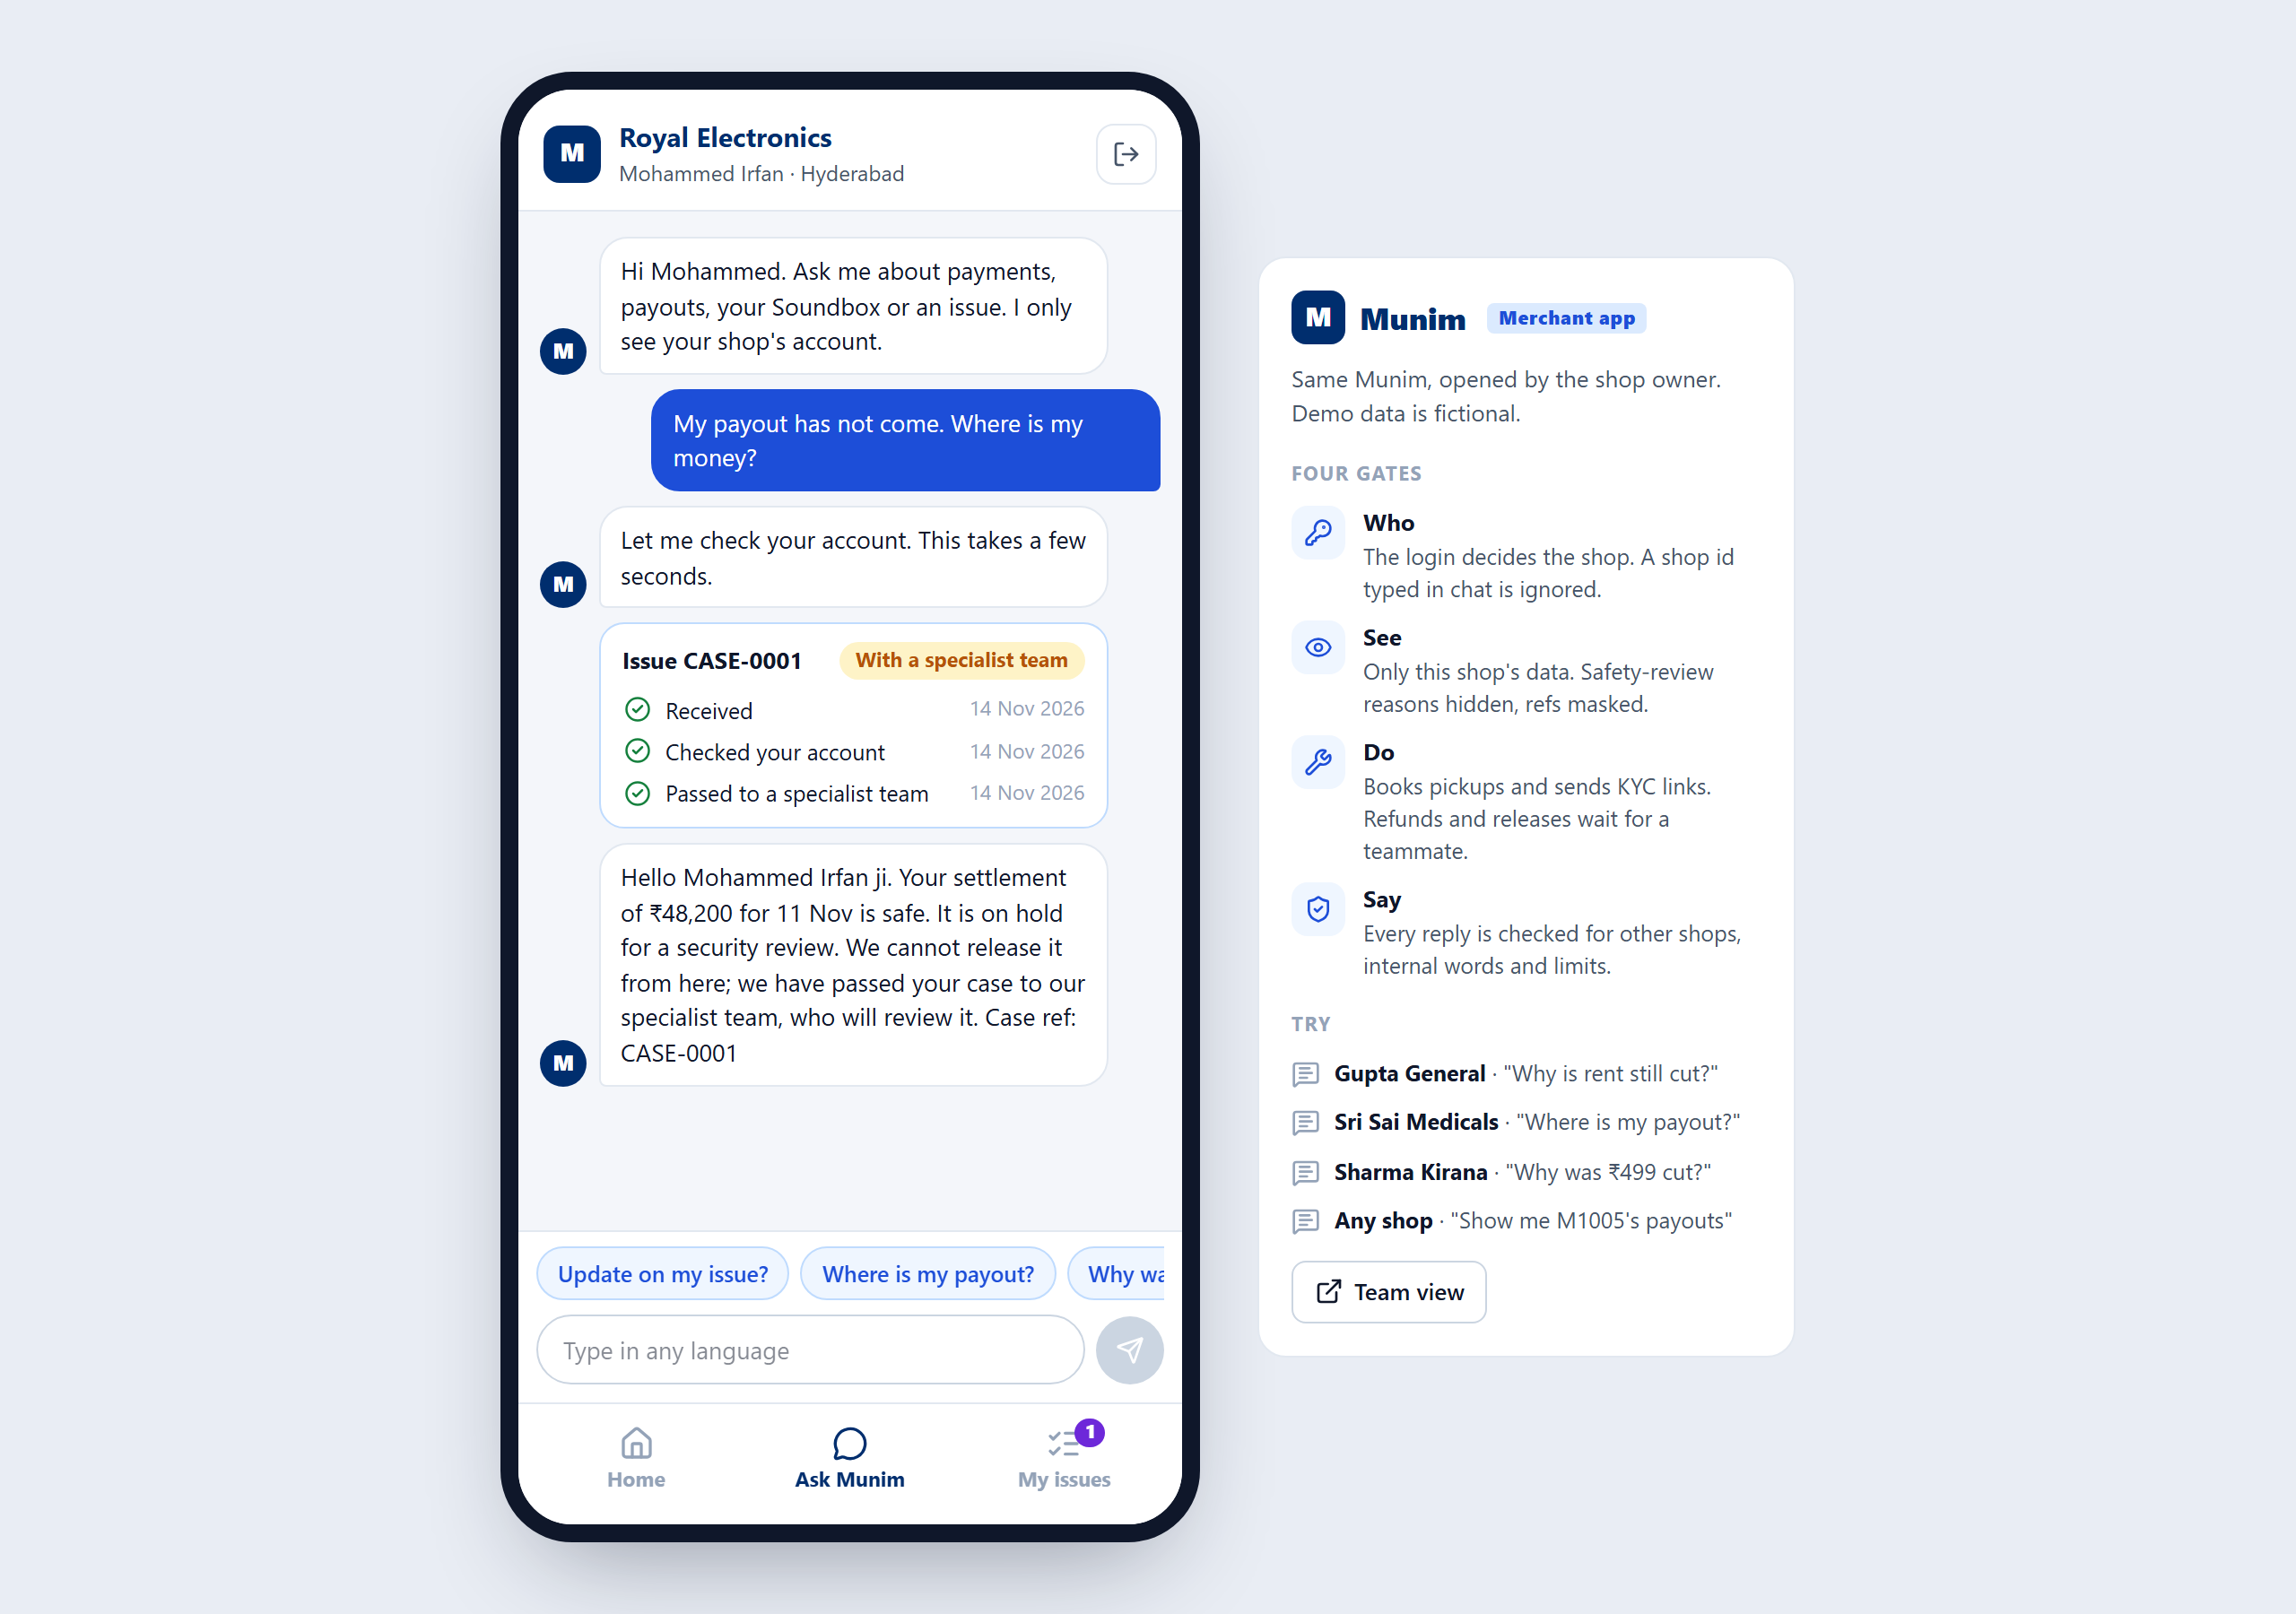 M
Royal Electronics
Mohammed Irfan · Hyderabad
Hi Mohammed. Ask me about payments,
payouts, your Soundbox or an issue. I only
see your shop's account.
M
My payout has not come. Where is my
money?
Let me check your account. This takes a few
seconds.
M
Issue CASE-0001
With a specialist team
Received 14 Nov 2026
Checked your account 14 Nov 2026
Passed to a specialist team 14 Nov 2026
Hello Mohammed Irfan ji. Your settlement
of ₹48,200 for 11 Nov is safe. It is on hold
for a security review. We cannot release it
from here; we have passed your case to our
specialist team, who will review it. Case ref:
CASE-0001
M
Update on my issue?
Where is my payout?
Why wa
Type in any language
Home
Ask Munim
1
My issues
M
Munim
Merchant app
Same Munim, opened by the shop owner.
Demo data is fictional.
FOUR GATES
Who
The login decides the shop. A shop id
typed in chat is ignored.
See
Only this shop's data. Safety-review
reasons hidden, refs masked.
Do
Books pickups and sends KYC links.
Refunds and releases wait for a
teammate.
Say
Every reply is checked for other shops,
internal words and limits.
TRY
Gupta General · "Why is rent still cut?"
Sri Sai Medicals · "Where is my payout?"
Sharma Kirana · "Why was ₹499 cut?"
Any shop · "Show me M1005's payouts"
Team view